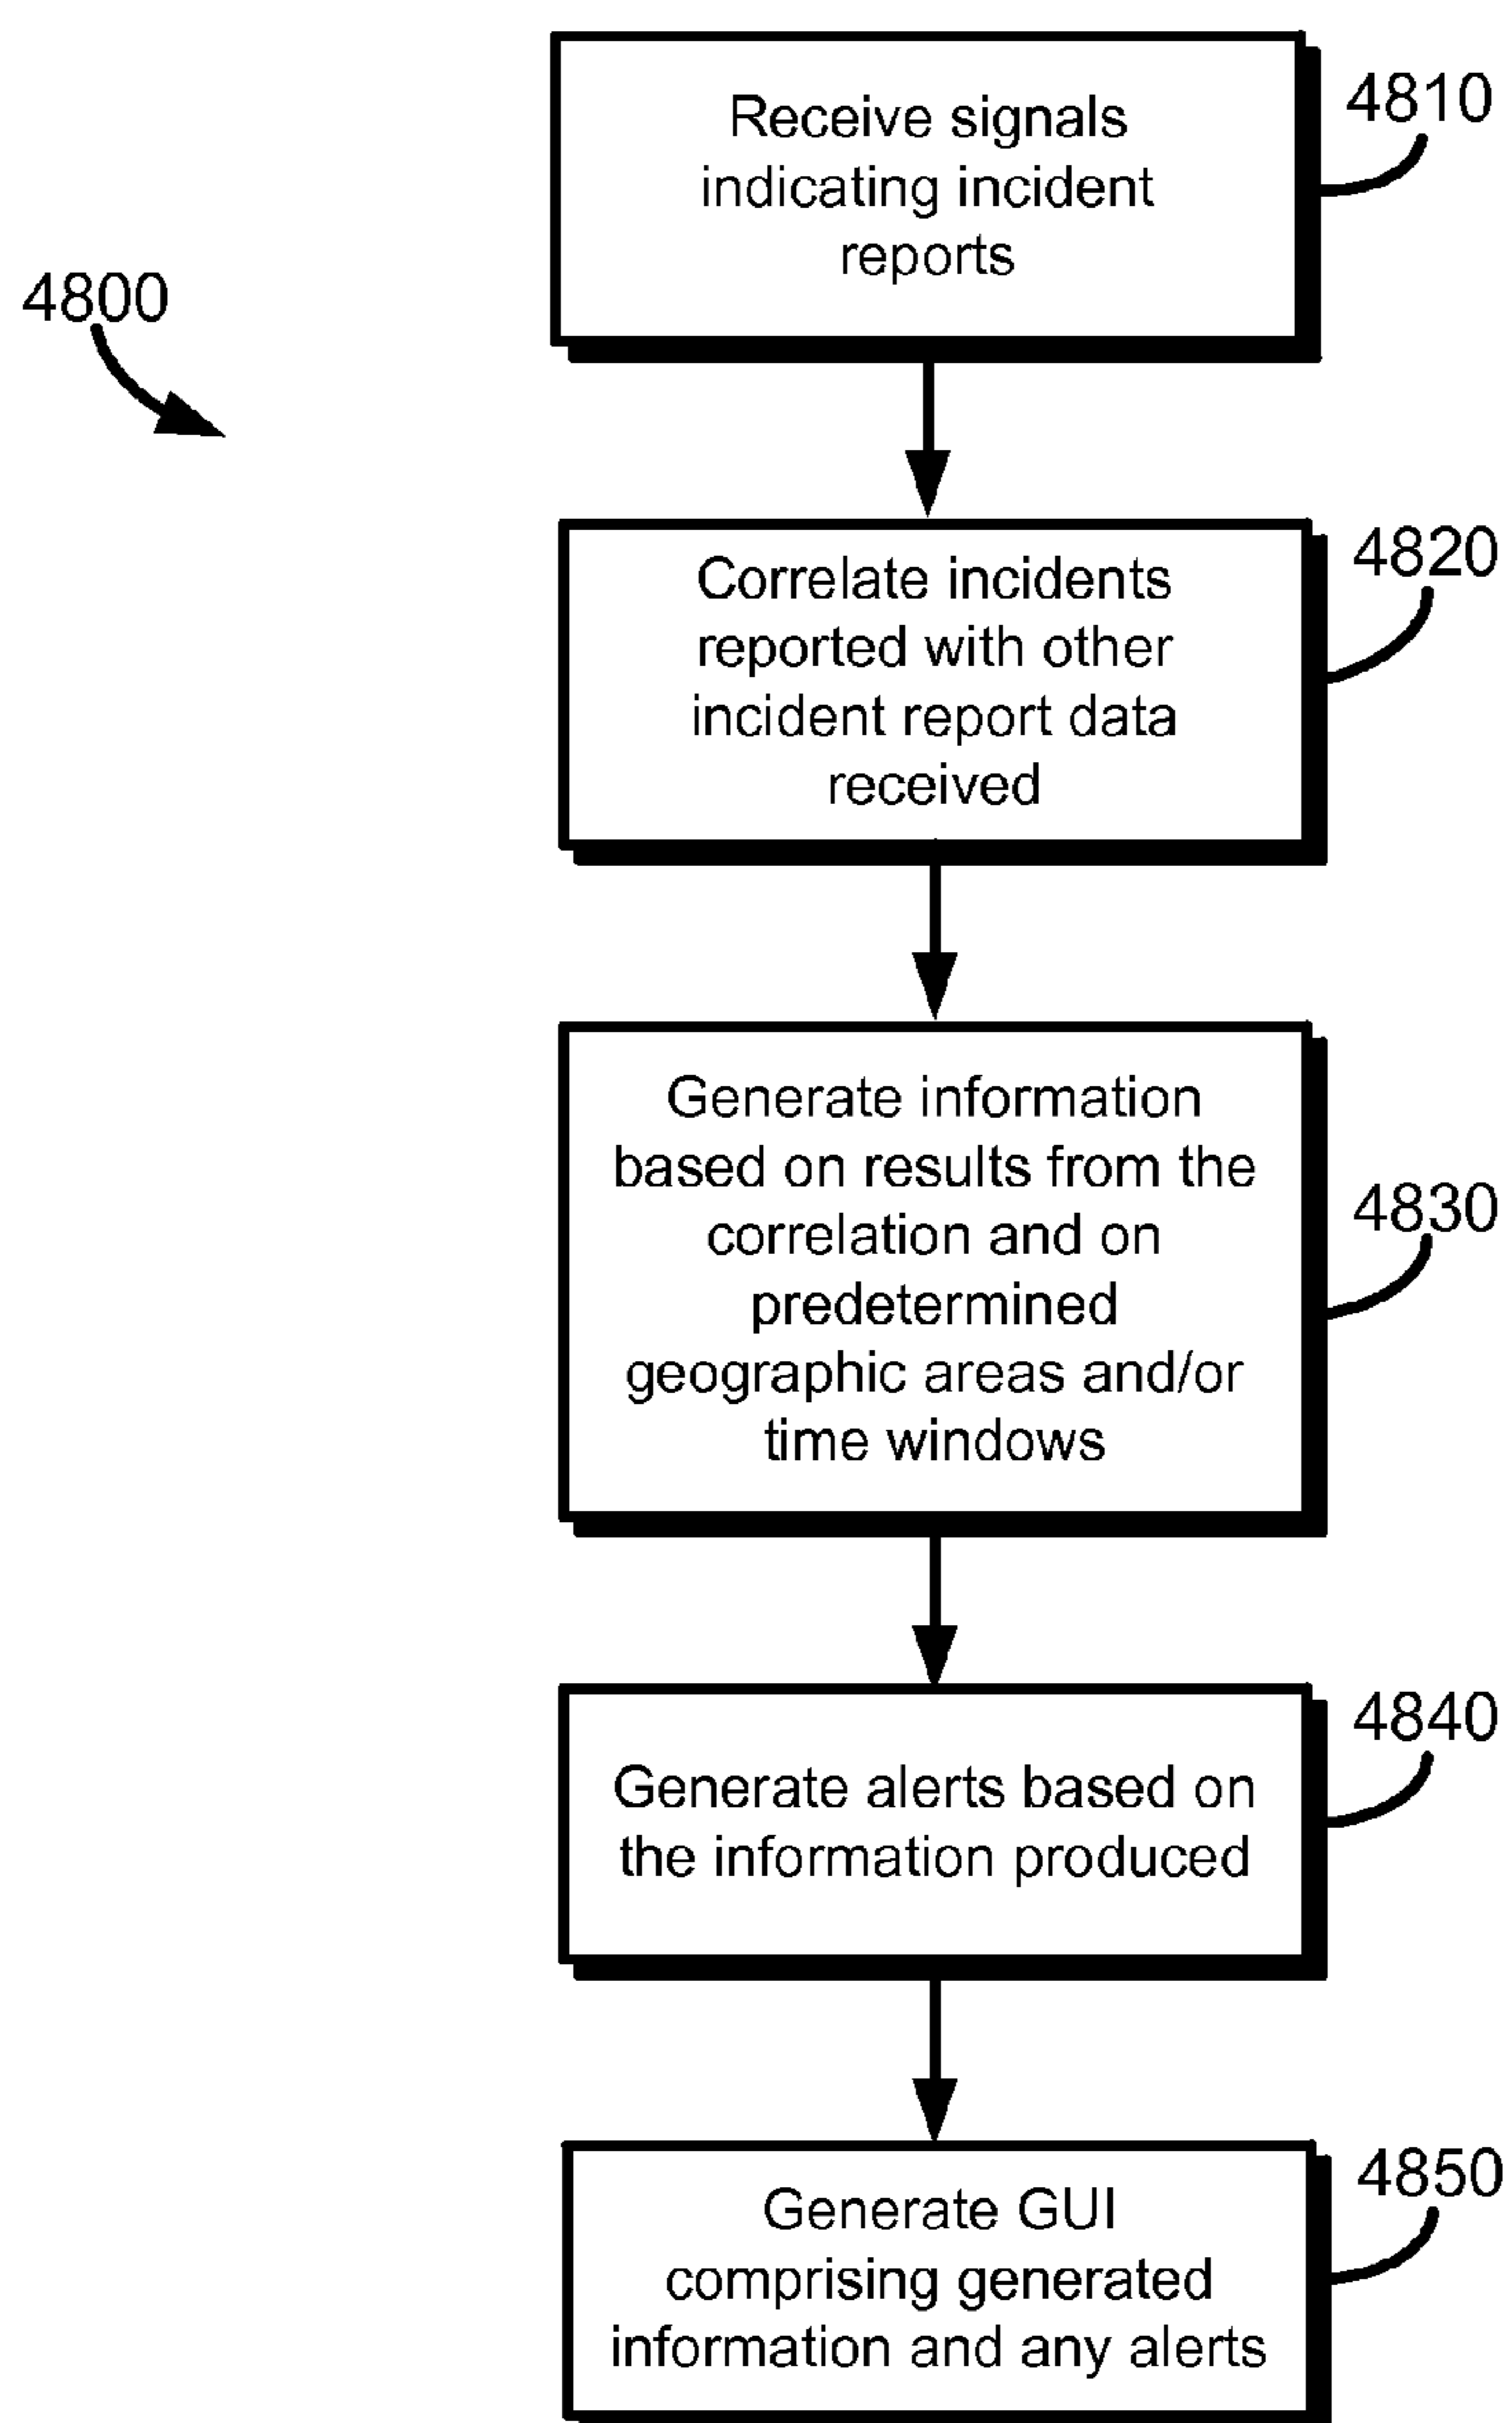 4800
Receive signals
indicating incident
reports
4810
Correlate incidents
reported with other
incident report data
received
4820
Generate information
based on results from the
correlation and on
predetermined
geographic areas and/or
time windows
4830
Generate alerts based on
the information produced
4840
Generate GUI
comprising generated
information and any alerts
4850